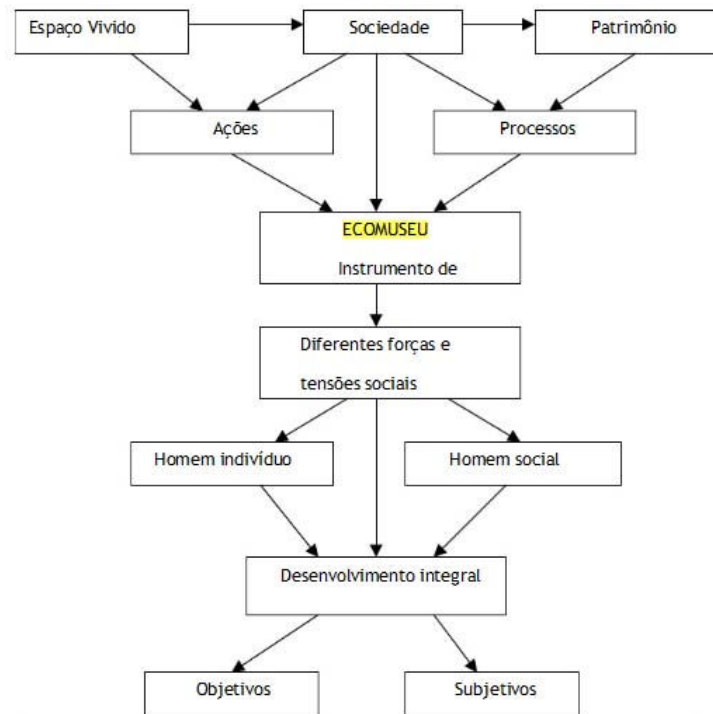 Espaço Vivido
Sociedade
Patrimônio
Ações
Processos
ECOMUSEU
Instrumento de
Diferentes forças e
tensões sociais
Homem indivíduo
Homem social
Desenvolvimento integral
Objetivos
Subjetivos